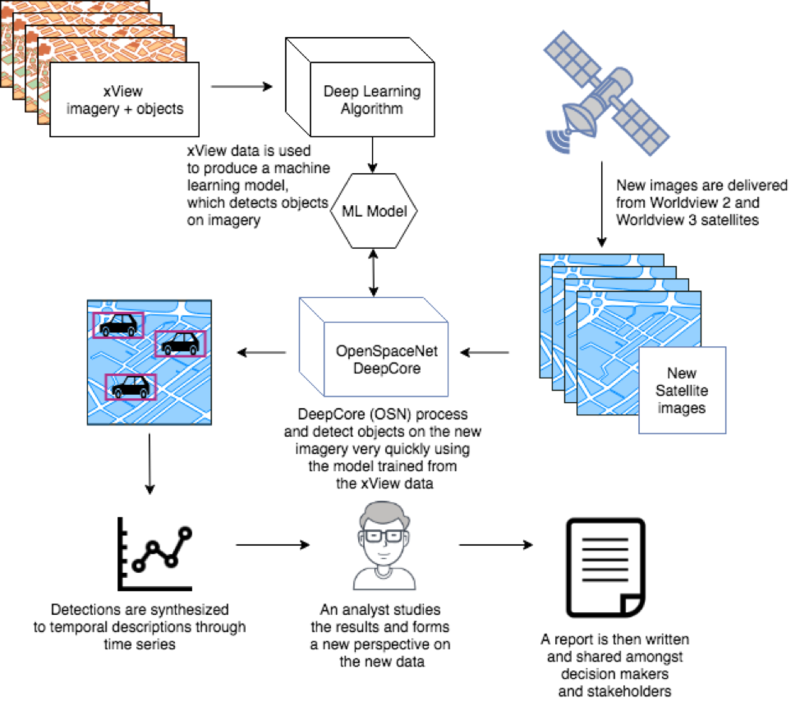 xView
imagery + objects
Deep Learning
Algorithm
xView data is used
to produce a machine
learning model,
which detects objects
on imagery
ML Model
New images are delivered
from Worldview 2 and
Worldview 3 satellites
OpenSpaceNet
DeepCore
New
Satellite
images
DeepCore (OSN) process
and detect objects on the new
imagery very quickly using
the model trained from
the xView data
Detections are synthesized
to temporal descriptions through
time series
An analyst studies
the results and forms
a new perspective on
the new data
A report is then written
and shared amongst
decision makers
and stakeholders